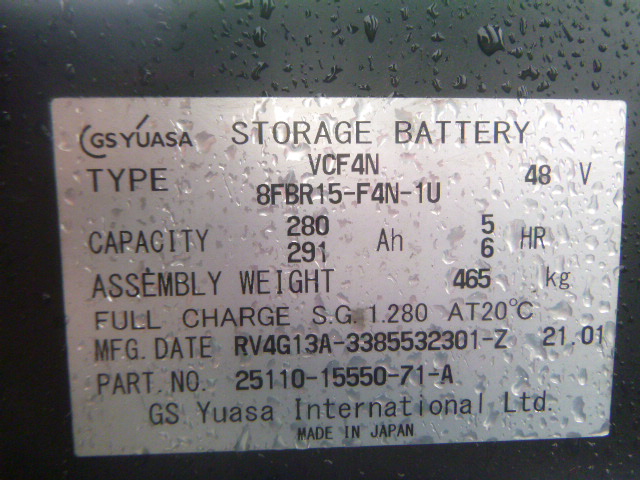 GS YUASA STORAGE BATTERY
TYPE VCF4N 48 V
8FBR15-F4N-1U
CAPACITY 280 Ah 5 HR
291 6
ASSEMBLY WEIGHT 465 kg
FULL CHARGE S.G. 1.280 AT20℃
MFG. DATE RV4G13A-3385532301-Z 21.01
PART. NO. 25110-15550-71-A
GS Yuasa International Ltd.
MADE IN JAPAN